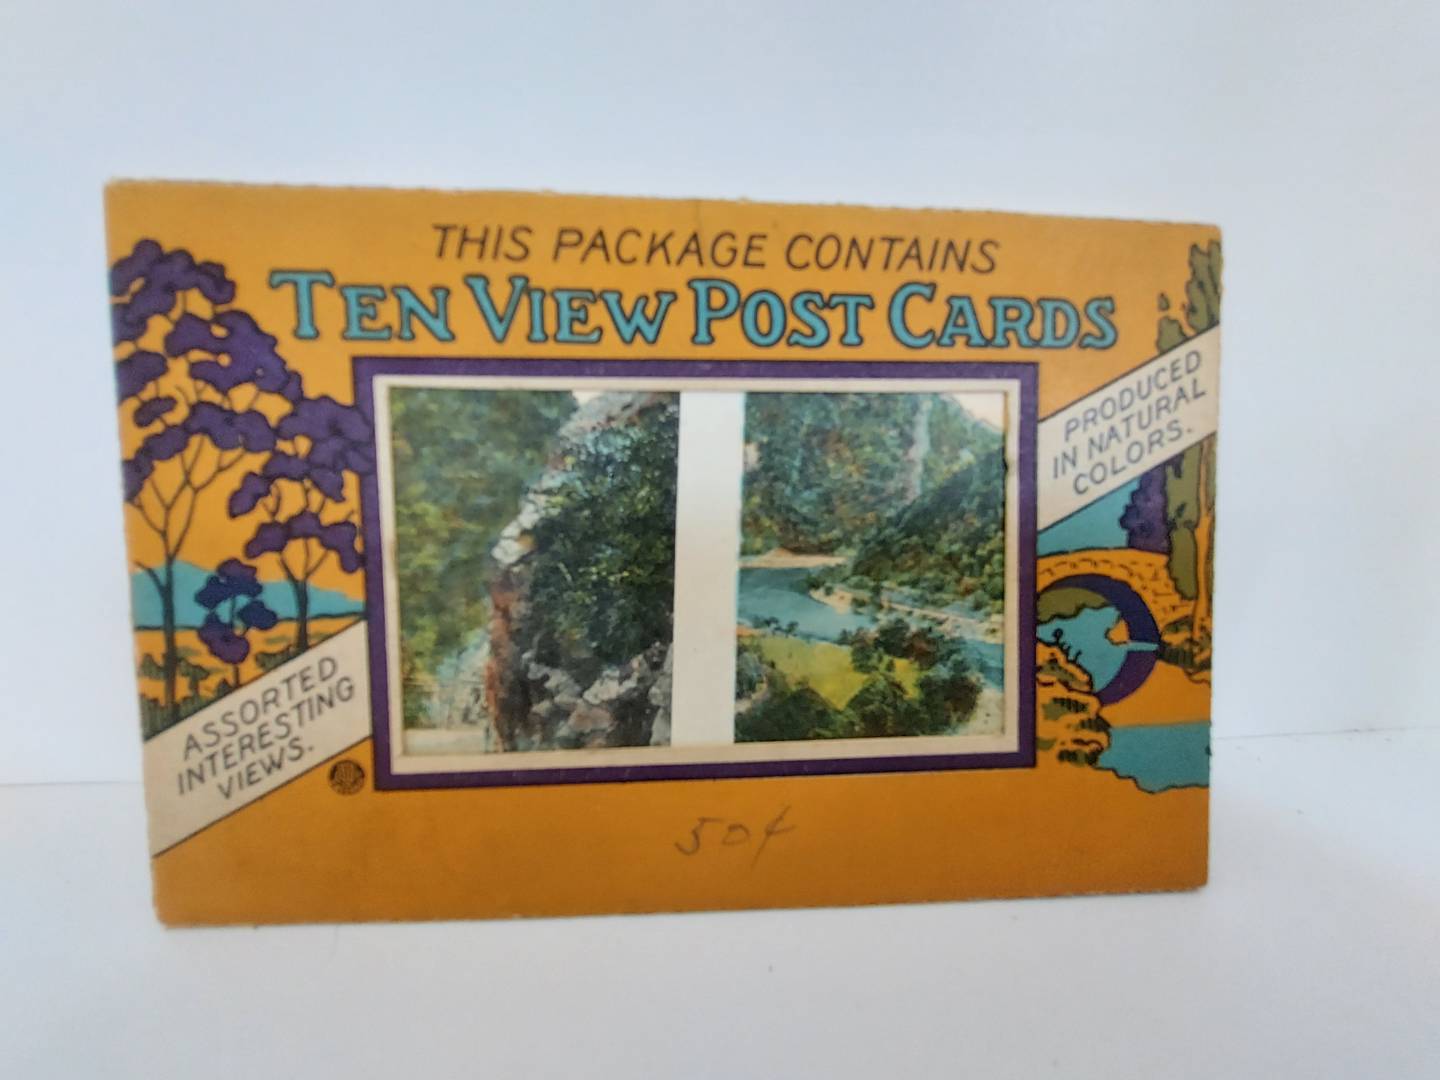 THIS PACKAGE CONTAINS
TEN VIEW POST CARDS
PRODUCED
IN NATURAL
COLORS.
ASSORTED
INTERESTING
VIEWS.
50¢